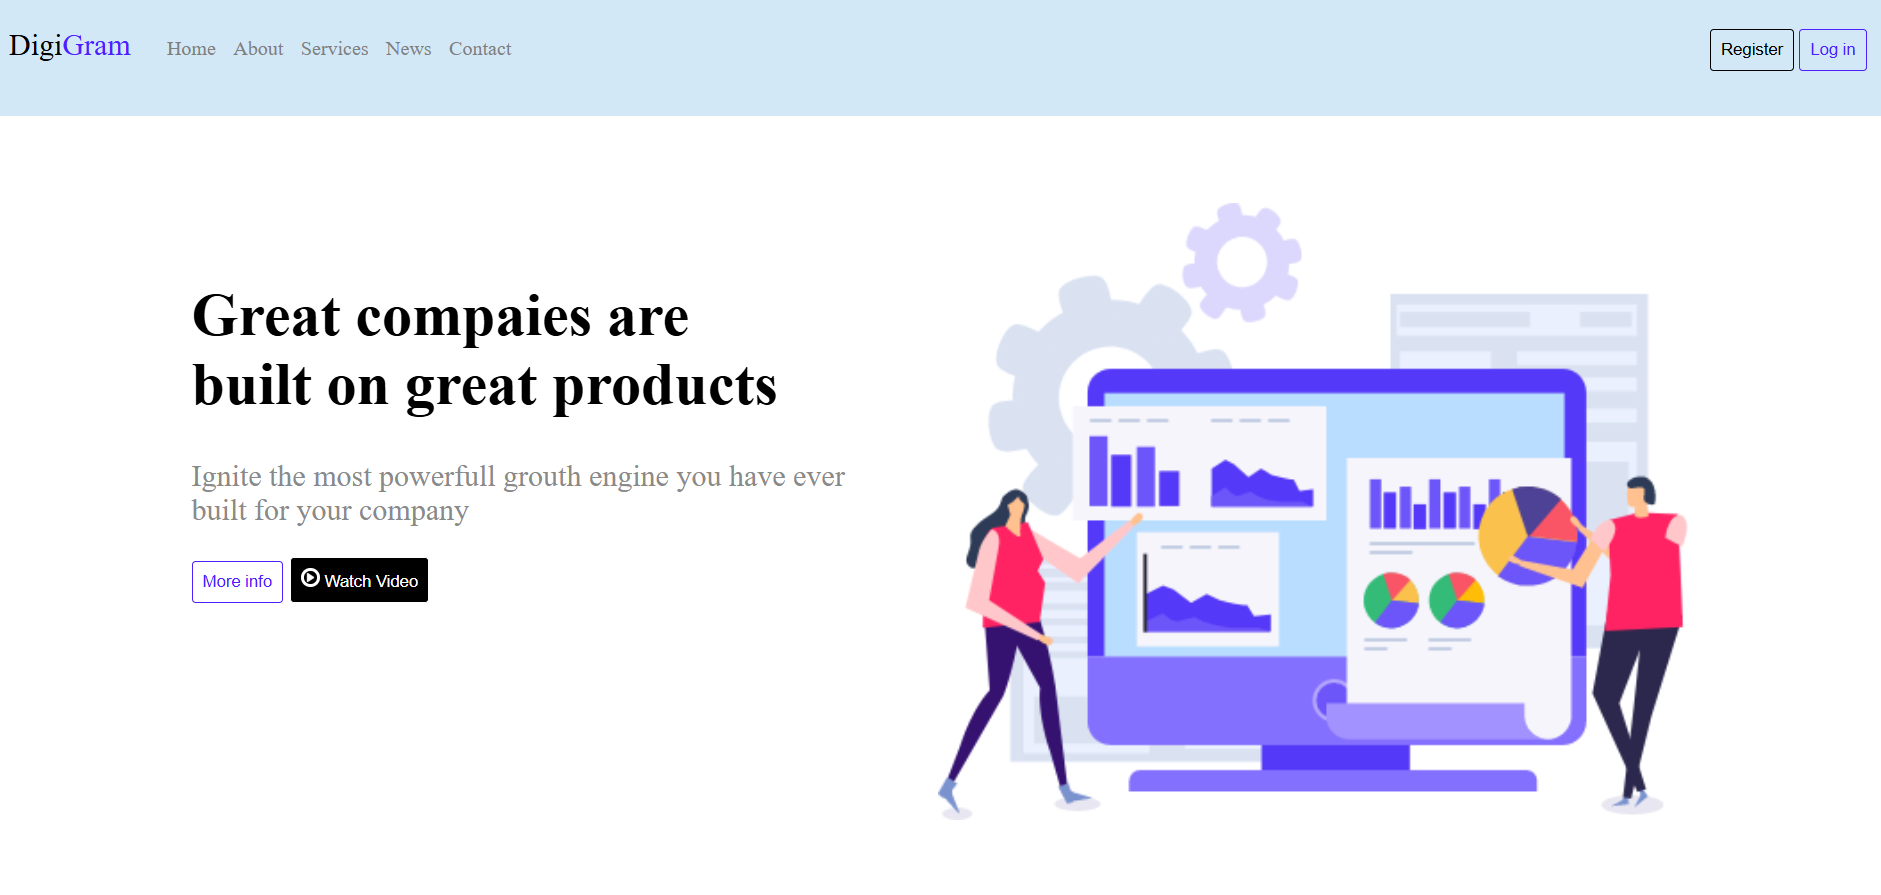 DigiGram Home About Services News Contact Register Log in
Great compaies are
built on great products
Ignite the most powerfull grouth engine you have ever
built for your company
More info Watch Video